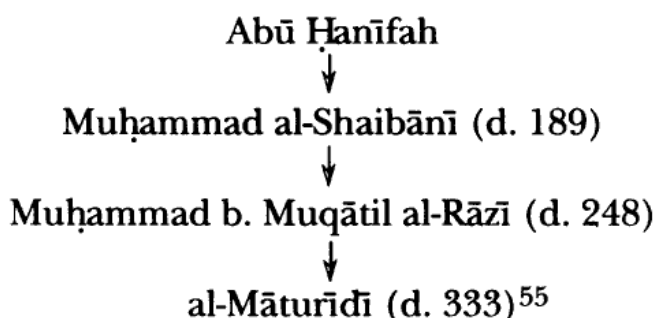 Abū Ḥanīfah
Muḥammad al-Shaibānī (d. 189)
Muḥammad b. Muqātil al-Rāzī (d. 248)
al-Māturīdī (d. 333)55